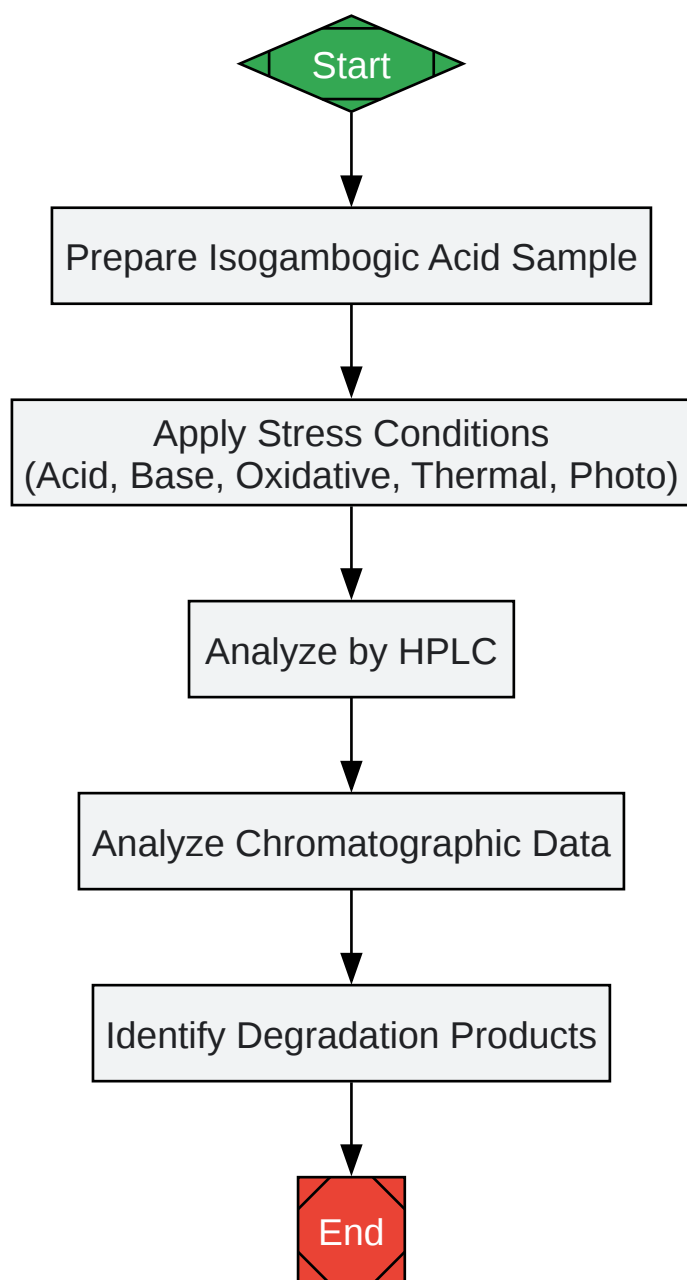 Start
Prepare Isogambogic Acid Sample
Apply Stress Conditions
(Acid, Base, Oxidative, Thermal, Photo)
Analyze by HPLC
Analyze Chromatographic Data
Identify Degradation Products
End